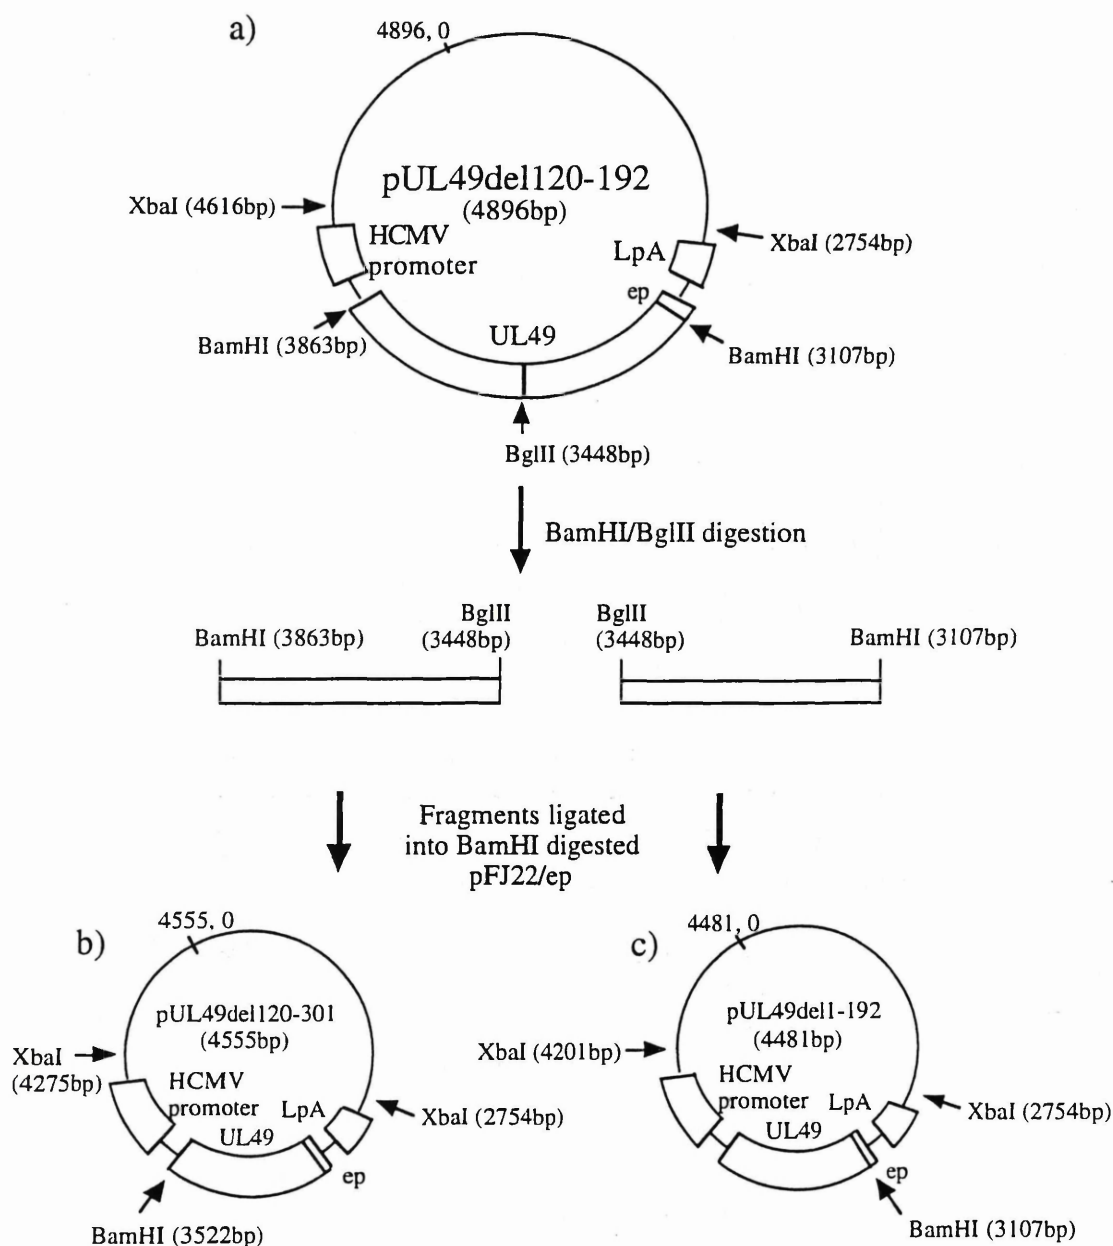 a)
4896, 0
pUL49del120-192
(4896bp)
XbaI (4616bp)
HCMV
promoter
LpA
XbaI (2754bp)
ep
UL49
BamHI (3863bp)
BamHI (3107bp)
BglII (3448bp)
BamHI/BglII digestion
BamHI (3863bp)
BglII
(3448bp)
BglII
(3448bp)
BamHI (3107bp)
Fragments ligated
into BamHI digested
pFJ22/ep
b)
4555, 0
pUL49del120-301
(4555bp)
XbaI
(4275bp)
HCMV
promoter
LpA
UL49
XbaI (2754bp)
ep
BamHI (3522bp)
c)
4481, 0
pUL49del1-192
(4481bp)
XbaI (4201bp)
HCMV
promoter
LpA
UL49
XbaI (2754bp)
ep
BamHI (3107bp)